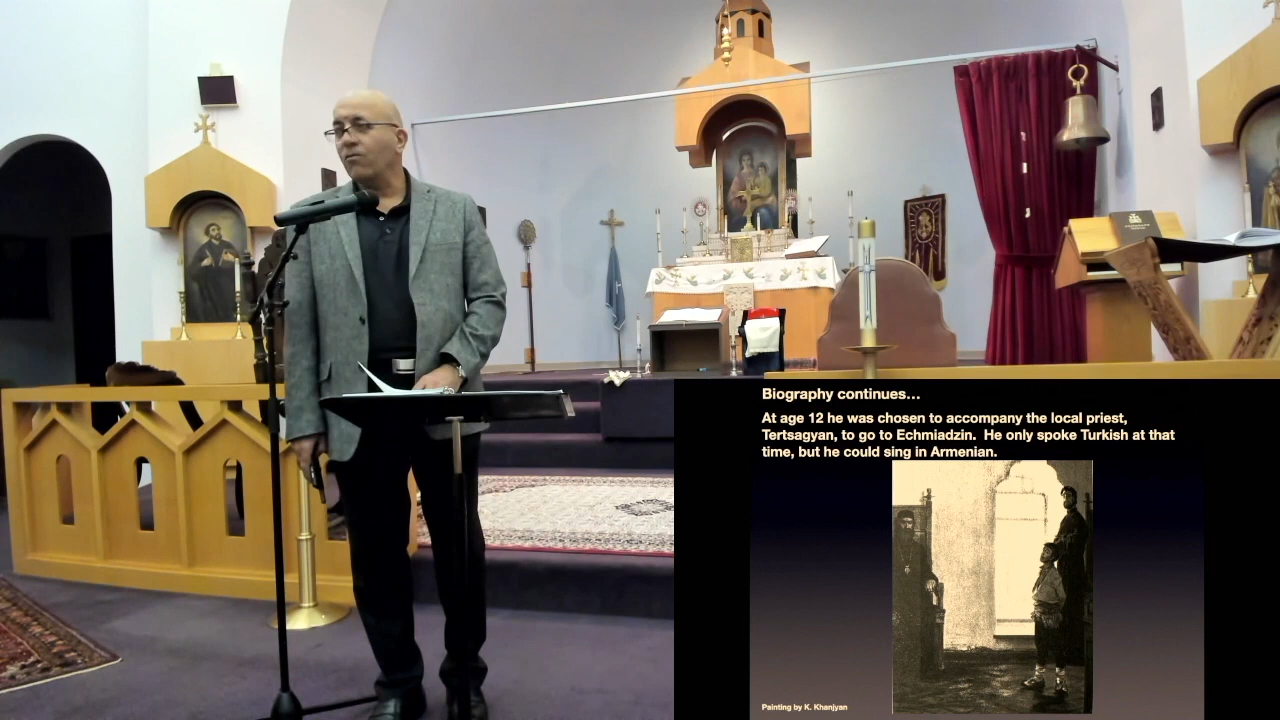 Biography continues...
At age 12 he was chosen to accompany the local priest,
Tertsagyan, to go to Echmiadzin.  He only spoke Turkish at that
time, but he could sing in Armenian.
Painting by K. Khanjyan